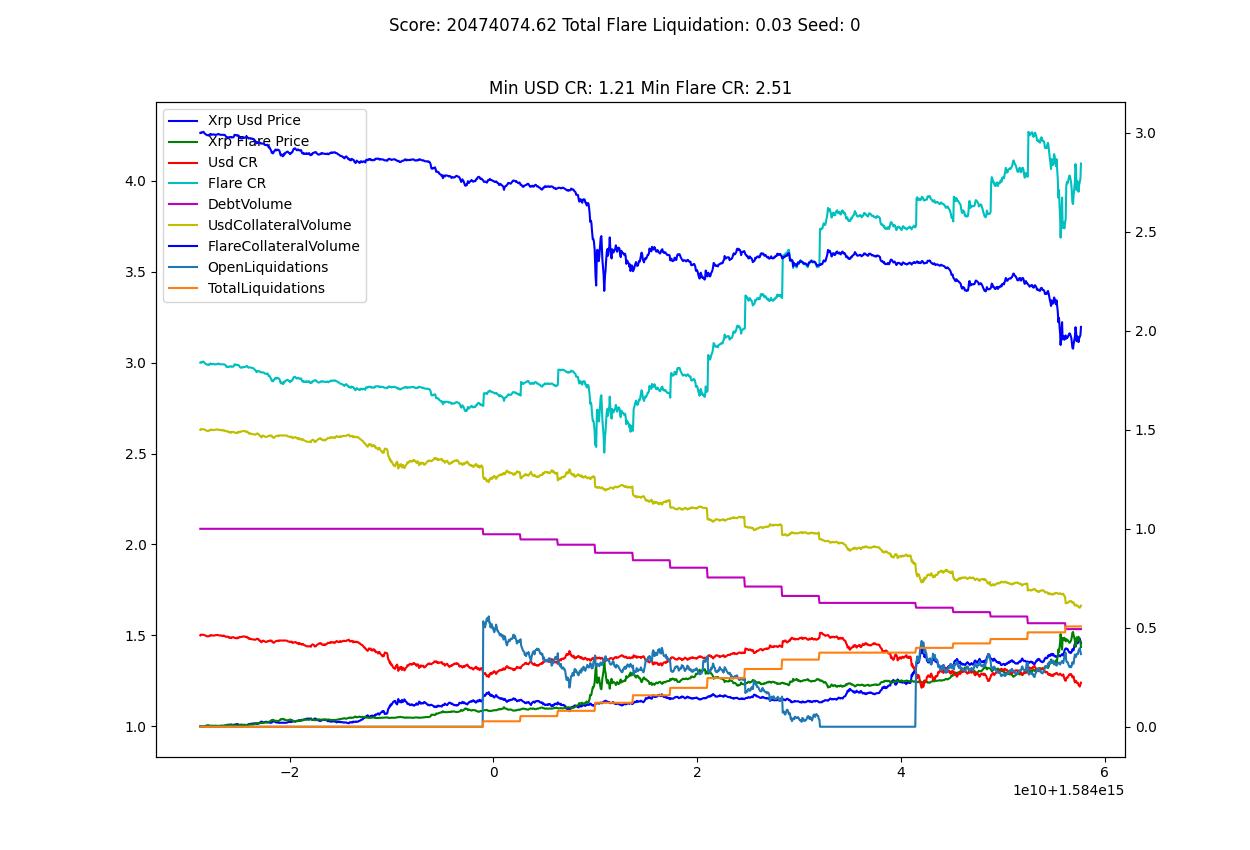 Score: 20474074.62 Total Flare Liquidation: 0.03 Seed: 0
Min USD CR: 1.21 Min Flare CR: 2.51
Xrp Usd Price
Xrp Flare Price
Usd CR
Flare CR
DebtVolume
UsdCollateralVolume
FlareCollateralVolume
OpenLiquidations
TotalLiquidations
4.0
3.5
3.0
2.5
2.0
1.5
1.0
3.0
2.5
2.0
1.5
1.0
0.5
0.0
−2 0 2 4 6
1e10+1.584e15